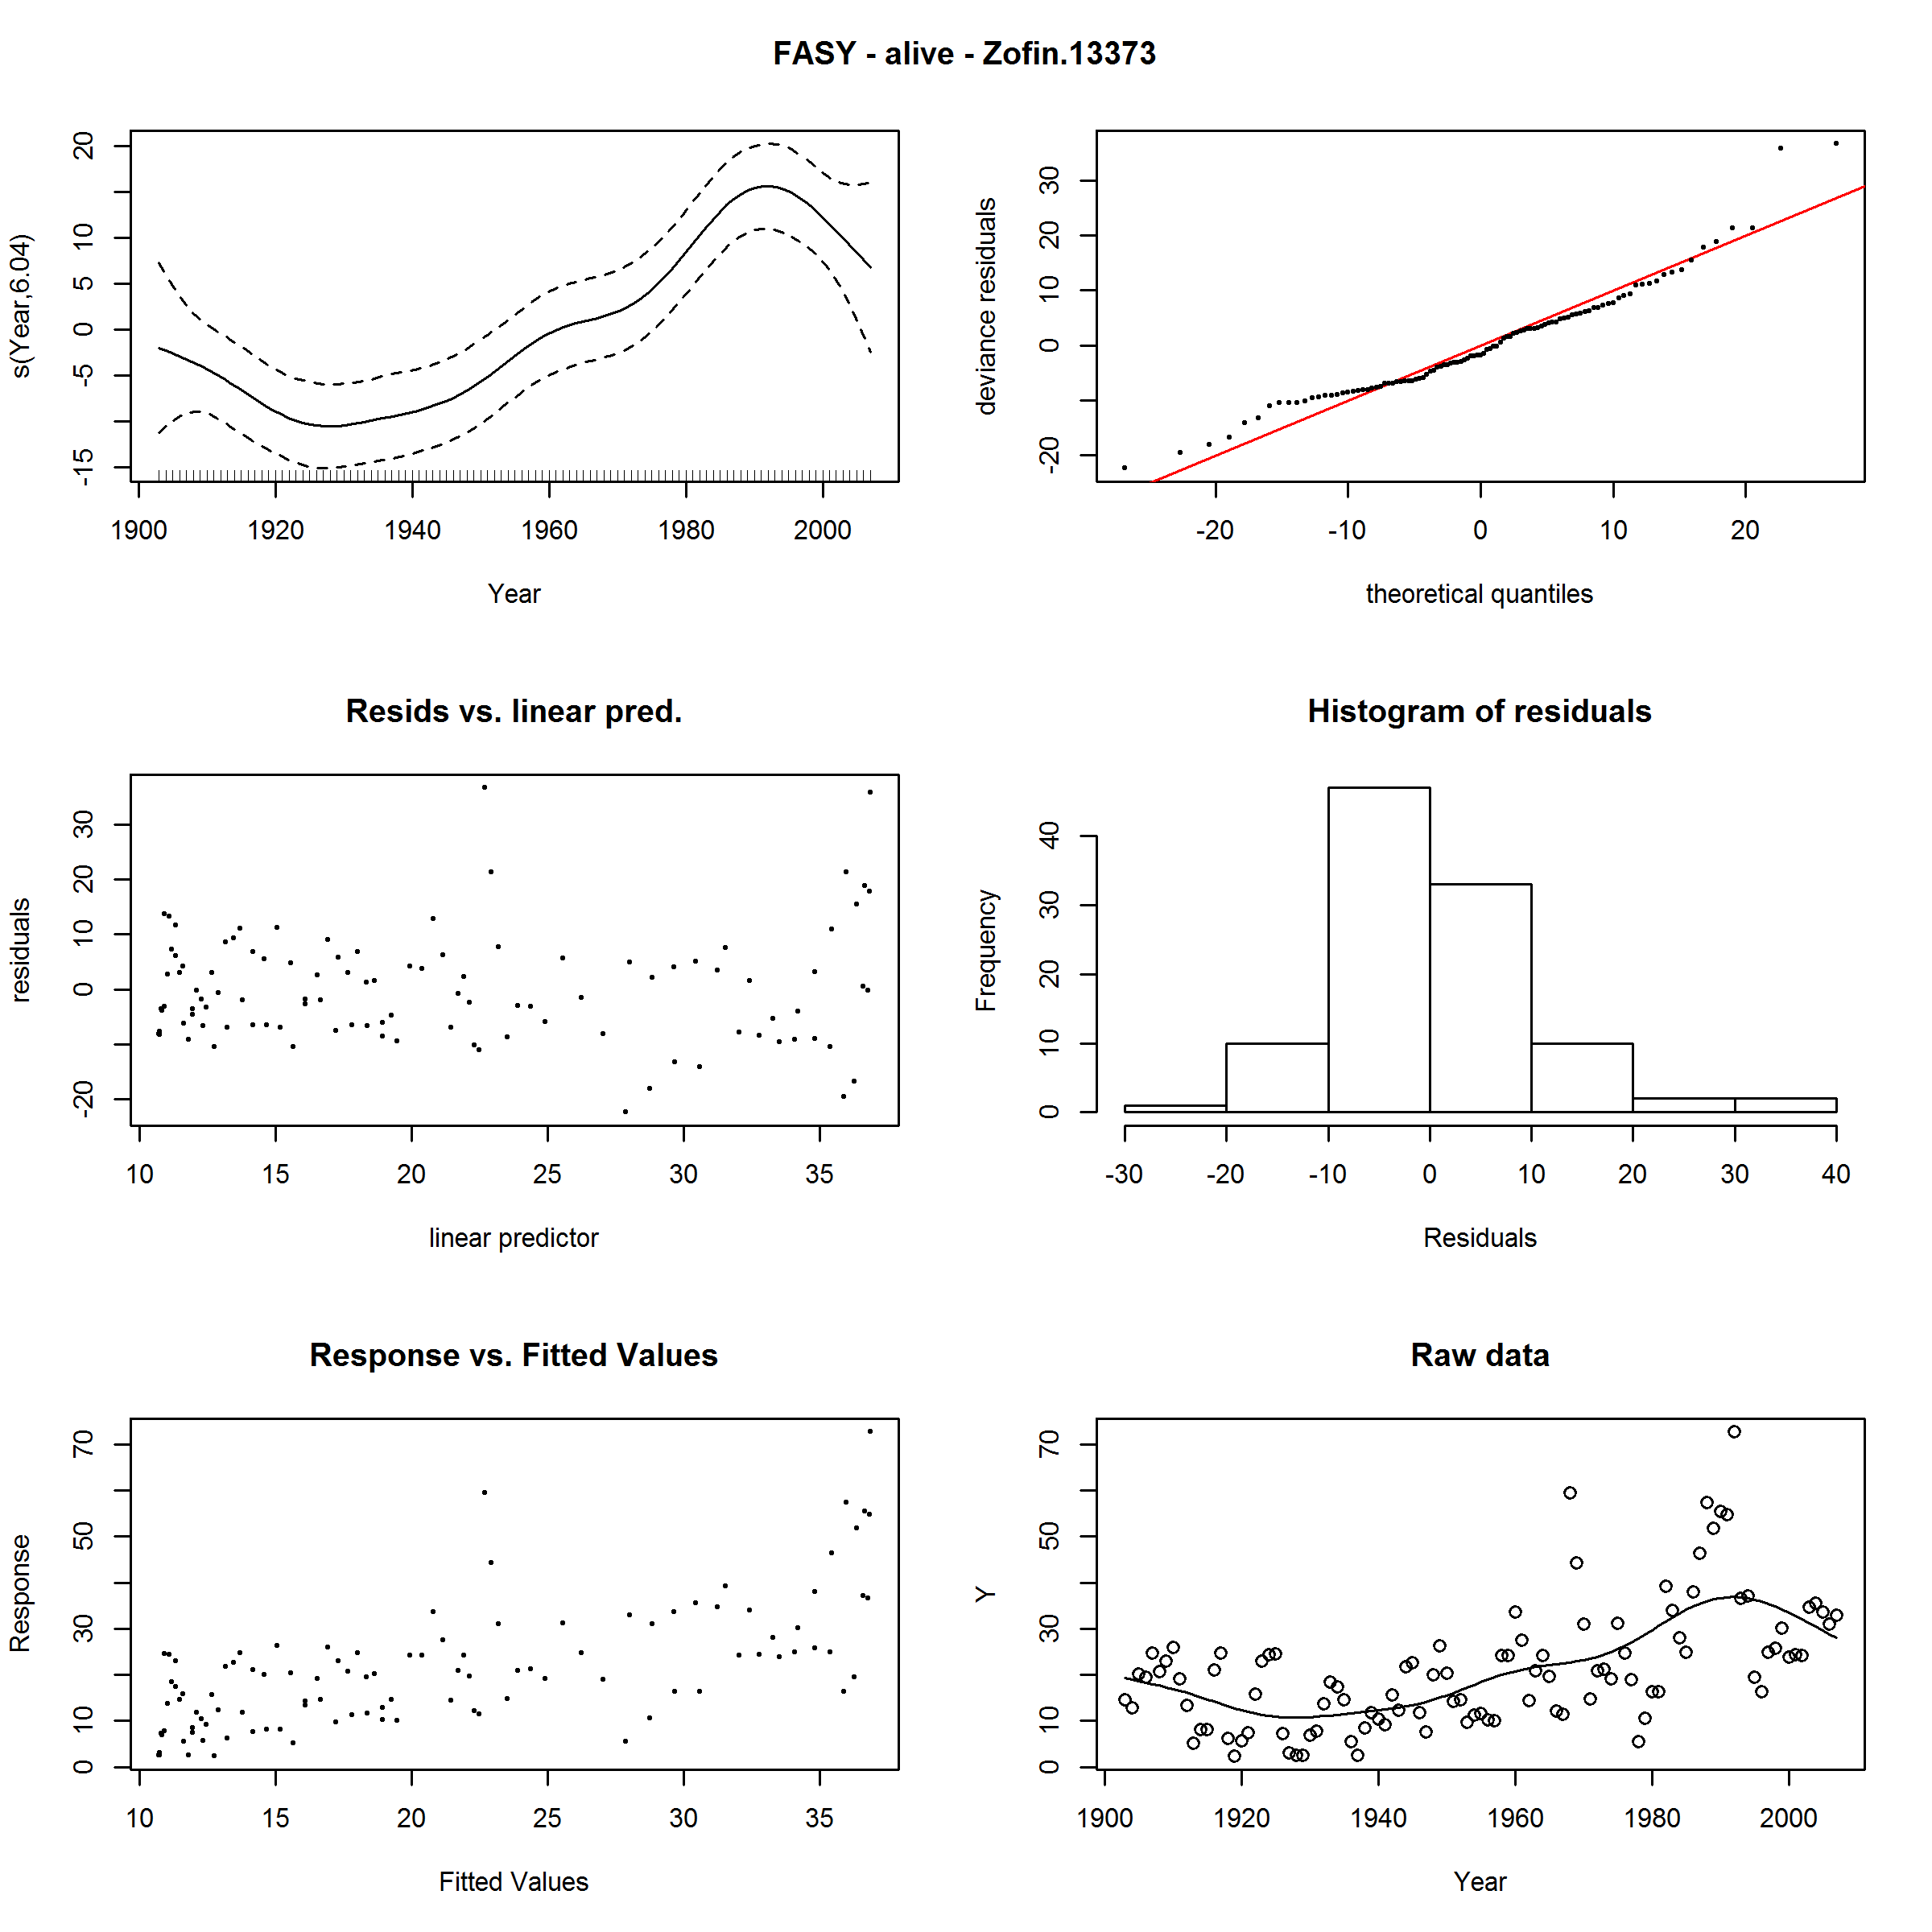 FASY - alive - Zofin.13373
s(Year,6.04)
-15 -5 0 5 10 20
1900 1920 1940 1960 1980 2000
Year
deviance residuals
-20 0 10 20 30
-20 -10 0 10 20
theoretical quantiles
Resids vs. linear pred.
residuals
-20 0 10 20 30
10 15 20 25 30 35
linear predictor
Histogram of residuals
Frequency
0 10 20 30 40
-30 -20 -10 0 10 20 30 40
Residuals
Response vs. Fitted Values
Response
0 10 30 50 70
10 15 20 25 30 35
Fitted Values
Raw data
Y
0 10 30 50 70
1900 1920 1940 1960 1980 2000
Year